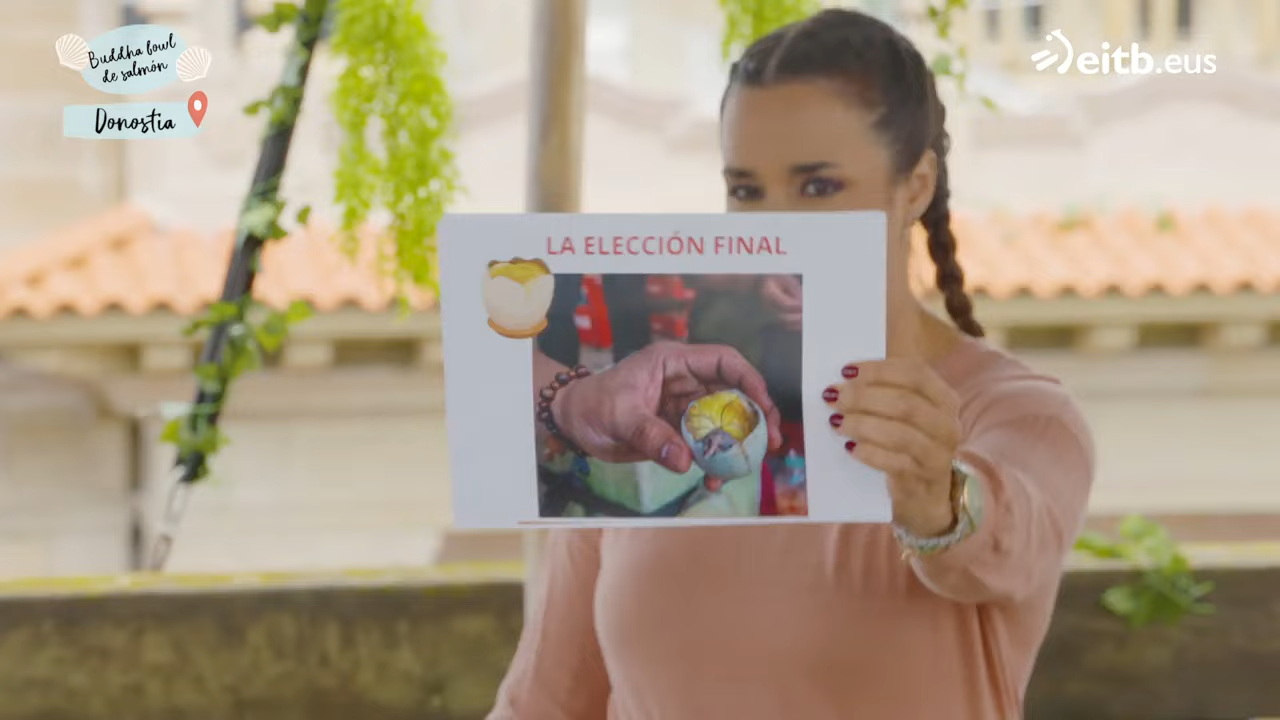 Buddha bowl
de salmón
Donostia
eitb.eus
LA ELECCIÓN FINAL